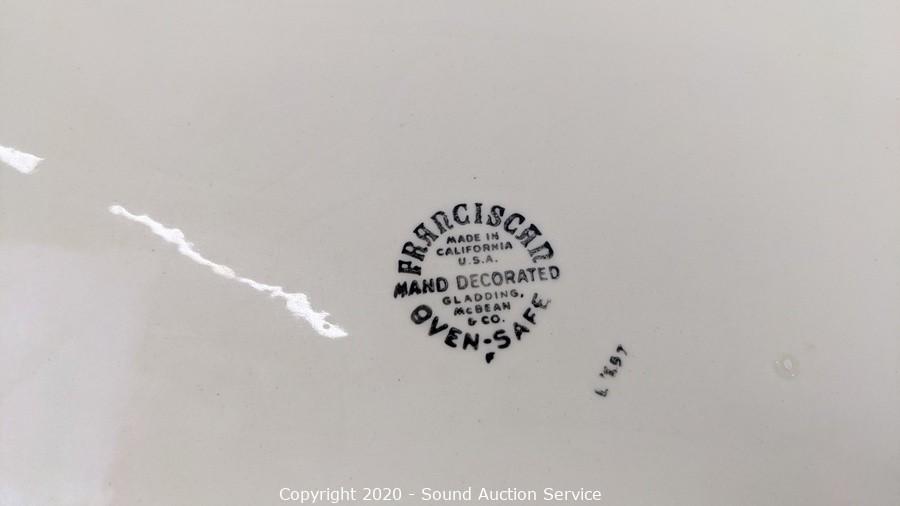 FRANCISCAN
MADE IN
CALIFORNIA
U.S.A.
HAND DECORATED
GLADDING,
McBEAN
& CO.
OVEN-SAFE
F
Copyright 2020 - Sound Auction Service